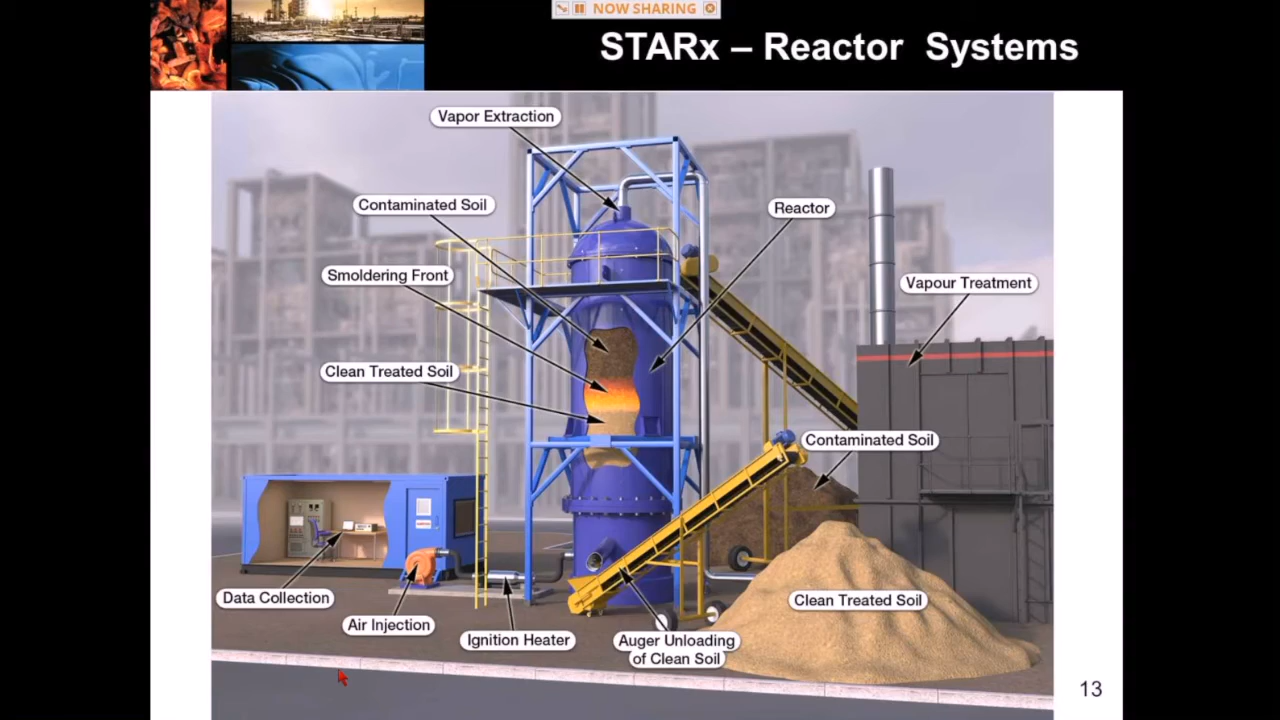 NOW SHARING
STARx – Reactor Systems
Vapor Extraction
Contaminated Soil
Reactor
Smoldering Front
Vapour Treatment
Clean Treated Soil
Contaminated Soil
Data Collection
Clean Treated Soil
Air Injection
Ignition Heater
Auger Unloading
of Clean Soil
13